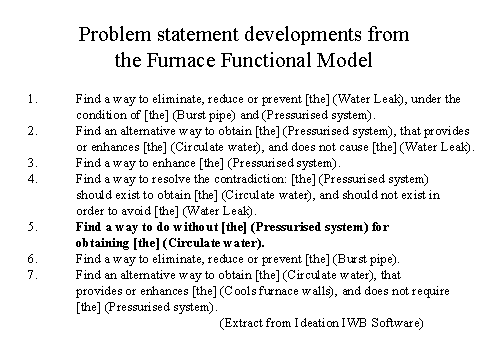 Problem statement developments from
the Furnace Functional Model
1. Find a way to eliminate, reduce or prevent [the] (Water Leak), under the
condition of [the] (Burst pipe) and (Pressurised system).
2. Find an alternative way to obtain [the] (Pressurised system), that provides
or enhances [the] (Circulate water), and does not cause [the] (Water Leak).
3. Find a way to enhance [the] (Pressurised system).
4. Find a way to resolve the contradiction: [the] (Pressurised system)
should exist to obtain [the] (Circulate water), and should not exist in
order to avoid [the] (Water Leak).
5. Find a way to do without [the] (Pressurised system) for
obtaining [the] (Circulate water).
6. Find a way to eliminate, reduce or prevent [the] (Burst pipe).
7. Find an alternative way to obtain [the] (Circulate water), that
provides or enhances [the] (Cools furnace walls), and does not require
[the] (Pressurised system).
(Extract from Ideation IWB Software)